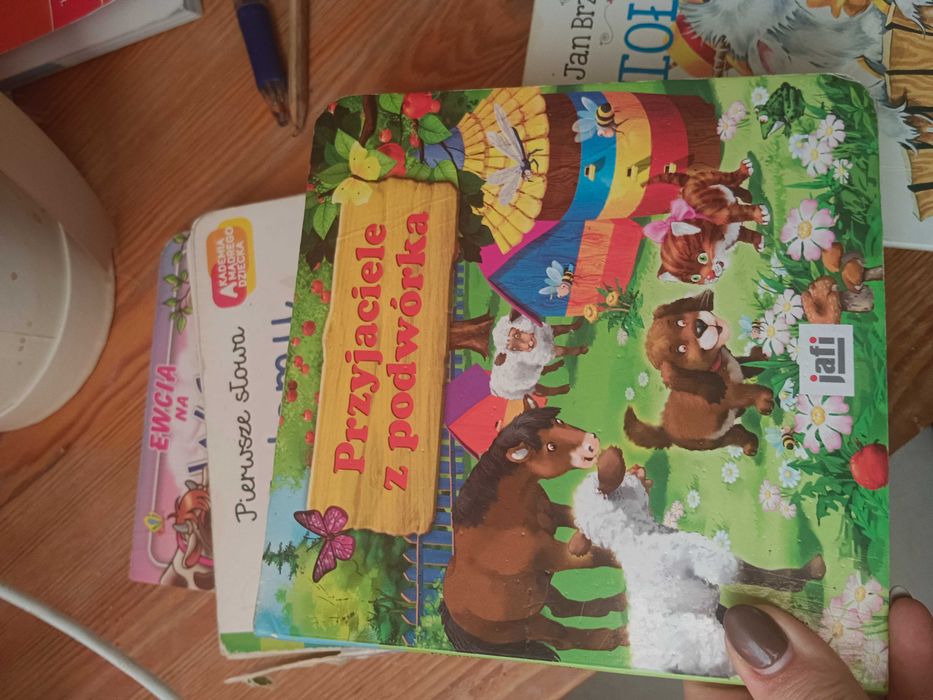 Przyjaciele
z podwórka
jafi
AKADEMIA
MĄDREGO
DZIECKA
Pierwsze słowa
EWCIA
NA
Jan Brz